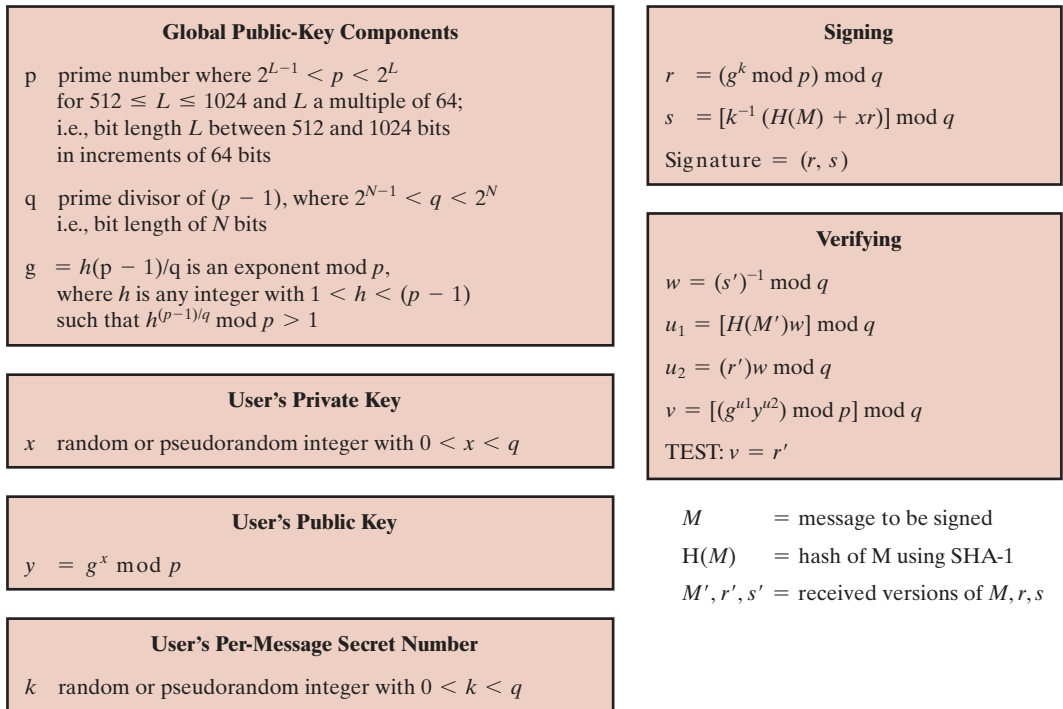 Global Public-Key Components
p prime number where 2^{L−1} < p < 2^L
for 512 ≤ L ≤ 1024 and L a multiple of 64;
i.e., bit length L between 512 and 1024 bits
in increments of 64 bits
q prime divisor of (p − 1), where 2^{N−1} < q < 2^N
i.e., bit length of N bits
g = h(p − 1)/q is an exponent mod p,
where h is any integer with 1 < h < (p − 1)
such that h^{(p−1)/q} mod p > 1
User's Private Key
x random or pseudorandom integer with 0 < x < q
User's Public Key
y = g^x mod p
User's Per-Message Secret Number
k random or pseudorandom integer with 0 < k < q
Signing
r = (g^k mod p) mod q
s = [k^{−1} (H(M) + xr)] mod q
Signature = (r, s)
Verifying
w = (s′)^{−1} mod q
u_1 = [H(M′)w] mod q
u_2 = (r′)w mod q
v = [(g^{u1}y^{u2}) mod p] mod q
TEST: v = r′
M = message to be signed
H(M) = hash of M using SHA-1
M′, r′, s′ = received versions of M, r, s